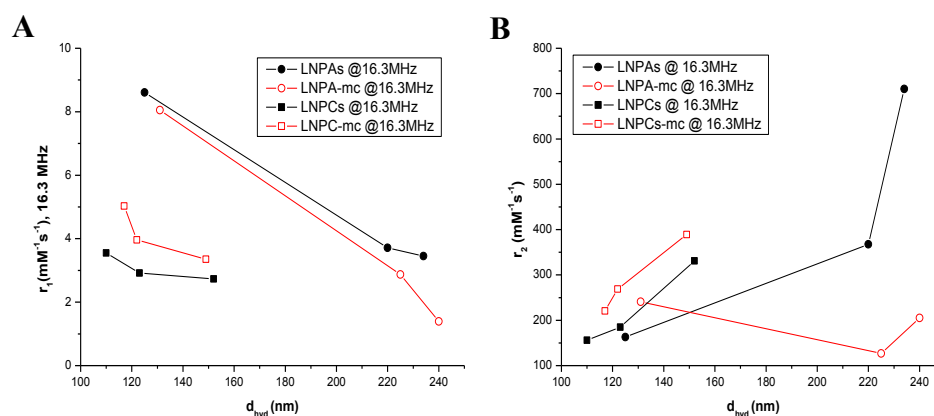 A
10
8
6
4
2
0
100
120
140
160
180
200
220
240
r₁(mM⁻¹s⁻¹), 16.3 MHz
d_hyd (nm)
LNPAs @16.3MHz
LNPA-mc @16.3MHz
LNPCs @16.3MHz
LNPC-mc @16.3MHz
B
800
700
600
500
400
300
200
100
100
120
140
160
180
200
220
240
r₂ (mM⁻¹s⁻¹)
d_hyd (nm)
LNPAs @ 16.3MHz
LNPA-mc @ 16.3MHz
LNPCs @ 16.3MHz
LNPCs-mc @ 16.3MHz